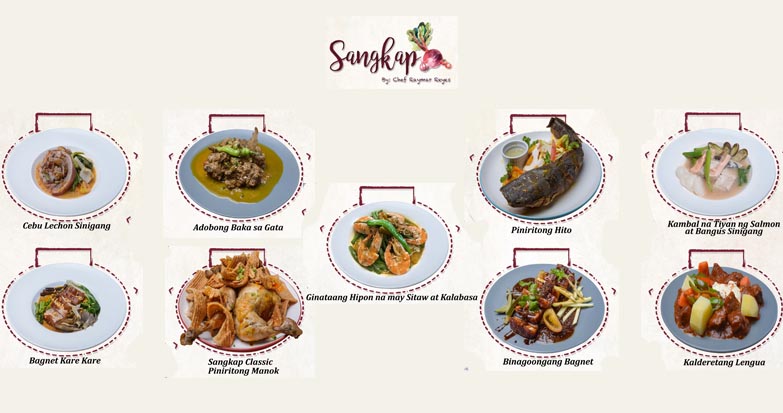 Sangkap
By: Chef Raymar Reyes
Cebu Lechon Sinigang
Adobong Baka sa Gata
Piniritong Hito
Kambal na Tiyan ng Salmon
at Bangus Sinigang
Ginataang Hipon na may Sitaw at Kalabasa
Bagnet Kare Kare
Sangkap Classic
Piniritong Manok
Binagoongang Bagnet
Kalderetang Lengua